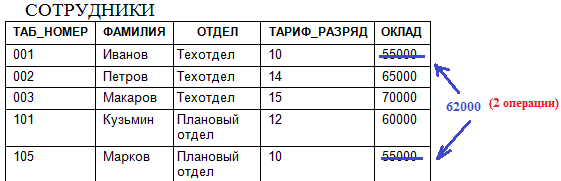 СОТРУДНИКИ
ТАБ_НОМЕР ФАМИЛИЯ ОТДЕЛ ТАРИФ_РАЗРЯД ОКЛАД
001 Иванов Техотдел 10 55000
002 Петров Техотдел 14 65000
003 Макаров Техотдел 15 70000
62000 (2 операции)
101 Кузьмин Плановый отдел 12 60000
105 Марков Плановый отдел 10 55000